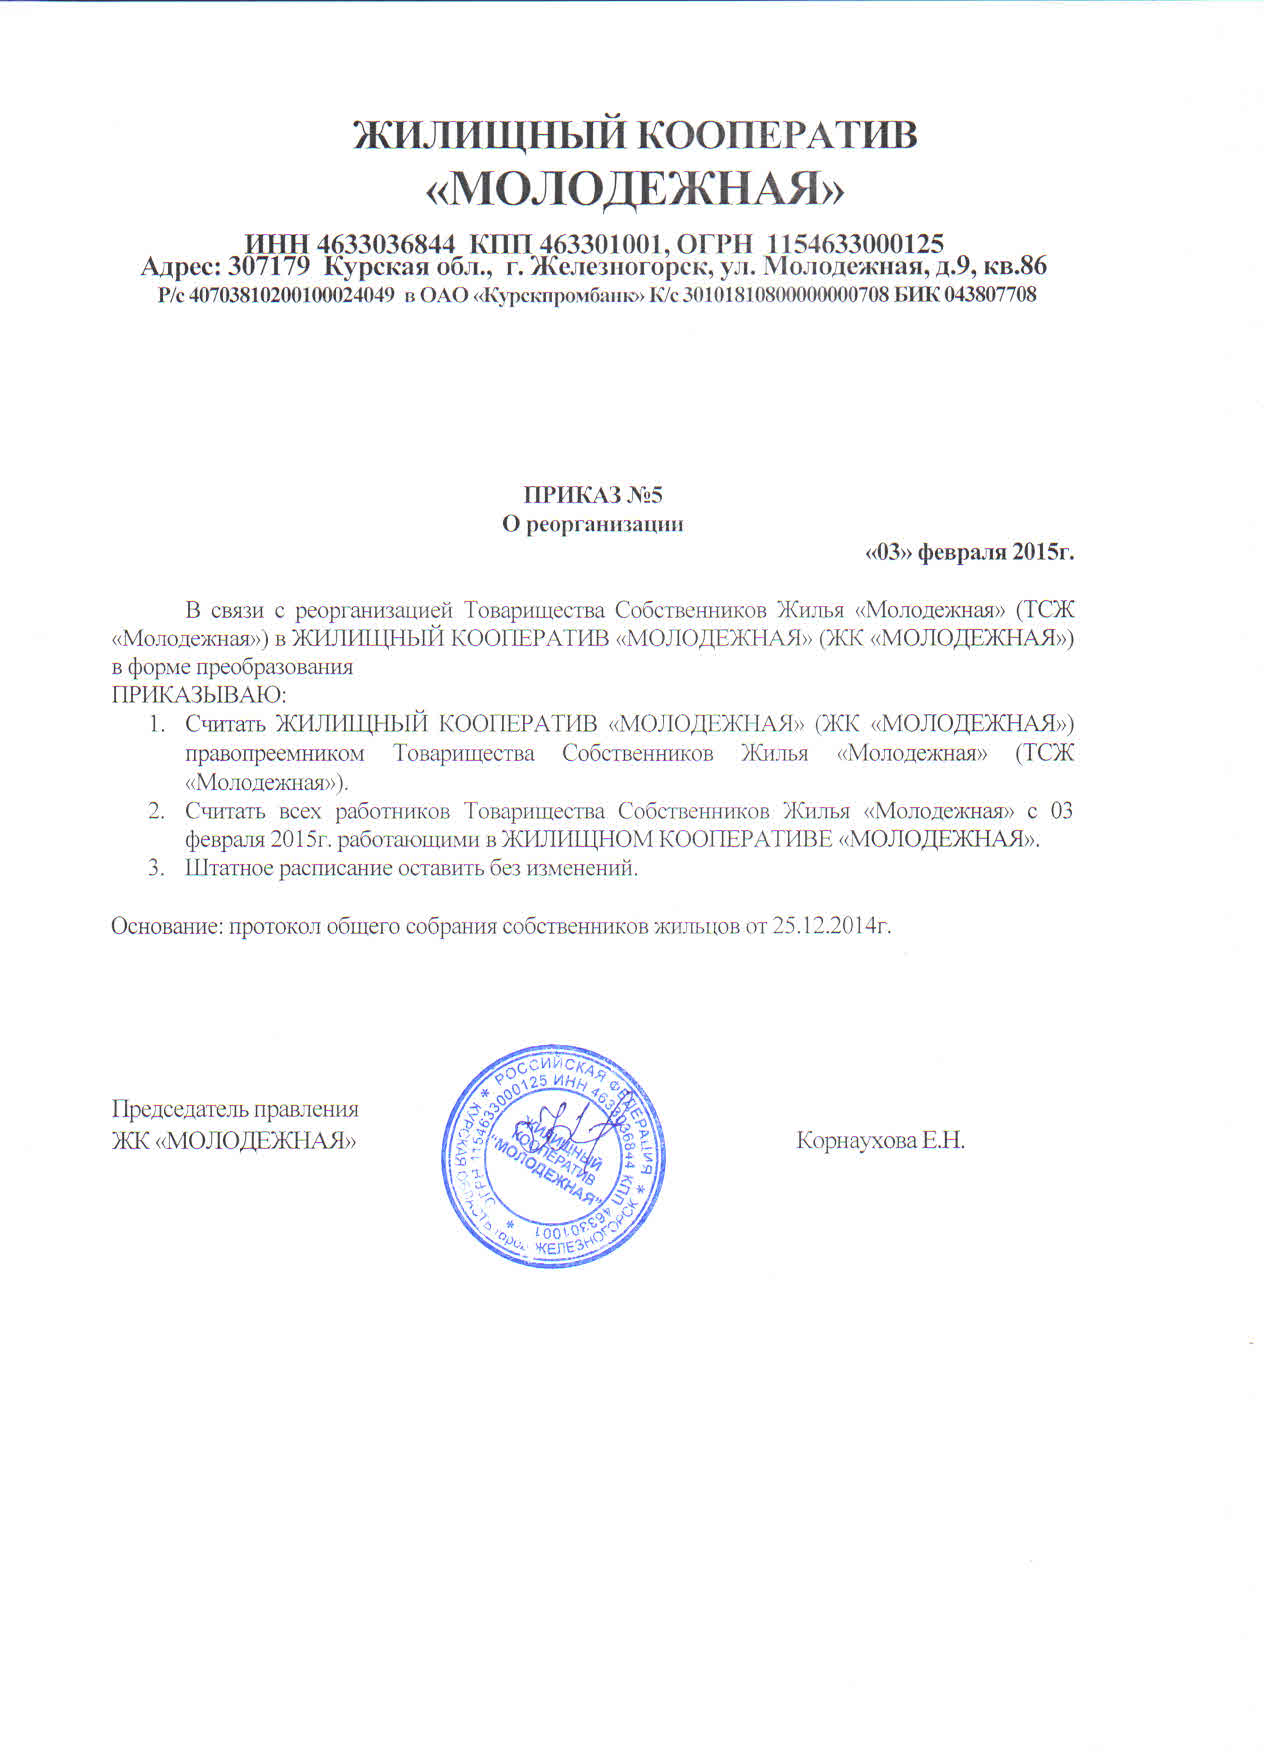 ЖИЛИЩНЫЙ КООПЕРАТИВ
«МОЛОДЕЖНАЯ»
ИНН 4633036844 КПП 463301001, ОГРН 1154633000125
Адрес: 307179 Курская обл., г. Железногорск, ул. Молодежная, д.9, кв.86
Р/с 40703810200100024049 в ОАО «Курскпромбанк» К/с 30101810800000000708 БИК 043807708
ПРИКАЗ №5
О реорганизации
«03» февраля 2015г.
В связи с реорганизацией Товарищества Собственников Жилья «Молодежная» (ТСЖ
«Молодежная») в ЖИЛИЩНЫЙ КООПЕРАТИВ «МОЛОДЕЖНАЯ» (ЖК «МОЛОДЕЖНАЯ»)
в форме преобразования
ПРИКАЗЫВАЮ:
1. Считать ЖИЛИЩНЫЙ КООПЕРАТИВ «МОЛОДЕЖНАЯ» (ЖК «МОЛОДЕЖНАЯ»)
правопреемником Товарищества Собственников Жилья «Молодежная» (ТСЖ
«Молодежная»).
2. Считать всех работников Товарищества Собственников Жилья «Молодежная» с 03
февраля 2015г. работающими в ЖИЛИЩНОМ КООПЕРАТИВЕ «МОЛОДЕЖНАЯ».
3. Штатное расписание оставить без изменений.
Основание: протокол общего собрания собственников жильцов от 25.12.2014г.
Председатель правления
ЖК «МОЛОДЕЖНАЯ»
Корнаухова Е.Н.
* РОССИЙСКАЯ ФЕДЕРАЦИЯ * КУРСКАЯ ОБЛАСТЬ город ЖЕЛЕЗНОГОРСК
* ОГРН 1154633000125 ИНН 4633036844 КПП 463301001
ЖИЛИЩНЫЙ
КООПЕРАТИВ
"МОЛОДЕЖНАЯ"